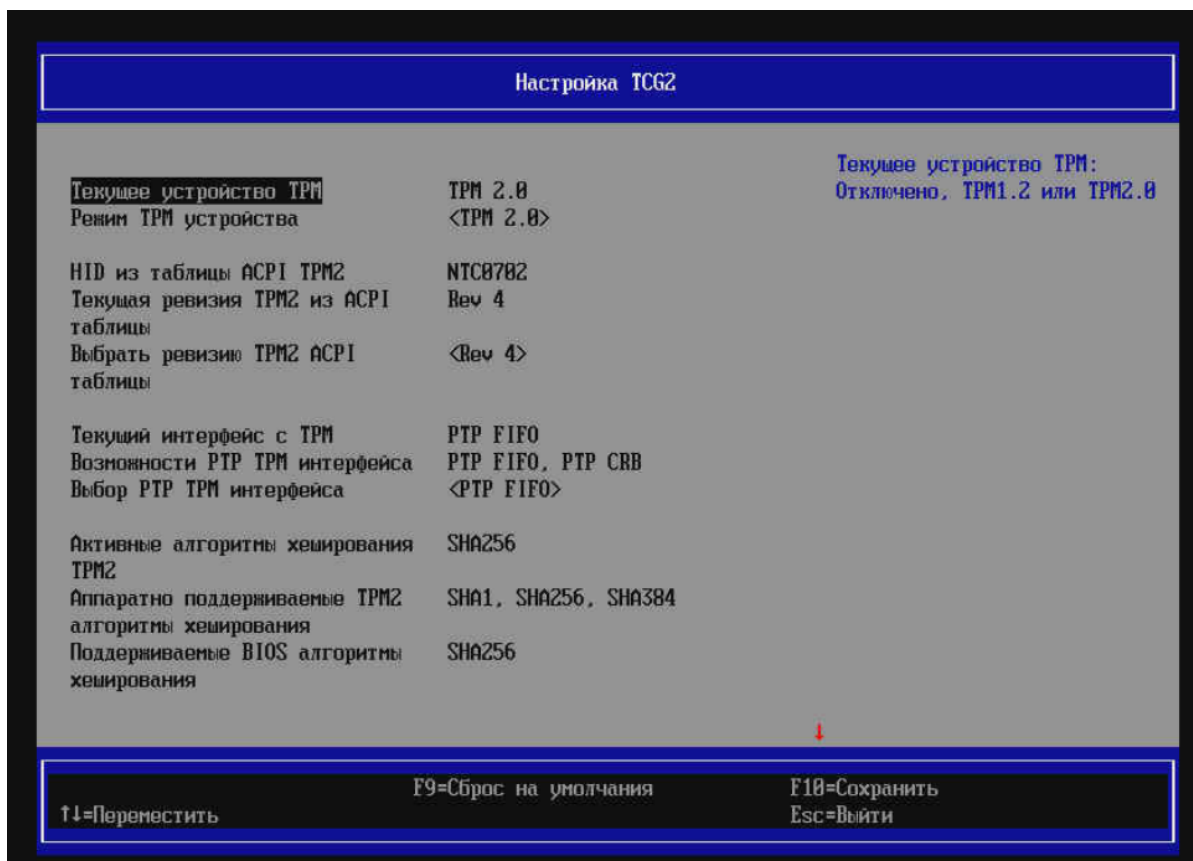 Настройка TCG2
Текущее устройство TPM:
Текущее устройство TPM TPM 2.0 Отключено, TPM1.2 или TPM2.0
Режим TPM устройства <TPM 2.0>
HID из таблицы ACPI TPM2 NTC0702
Текущая ревизия TPM2 из ACPI Rev 4
таблицы
Выбрать ревизию TPM2 ACPI <Rev 4>
таблицы
Текущий интерфейс с TPM PTP FIFO
Возможности PTP TPM интерфейса PTP FIFO, PTP CRB
Выбор PTP TPM интерфейса <PTP FIFO>
Активные алгоритмы хеширования SHA256
TPM2
Аппаратно поддерживаемые TPM2 SHA1, SHA256, SHA384
алгоритмы хеширования
Поддерживаемые BIOS алгоритмы SHA256
хеширования
↓
F9=Сброс на умолчания F10=Сохранить
↑↓=Переместить Esc=Выйти